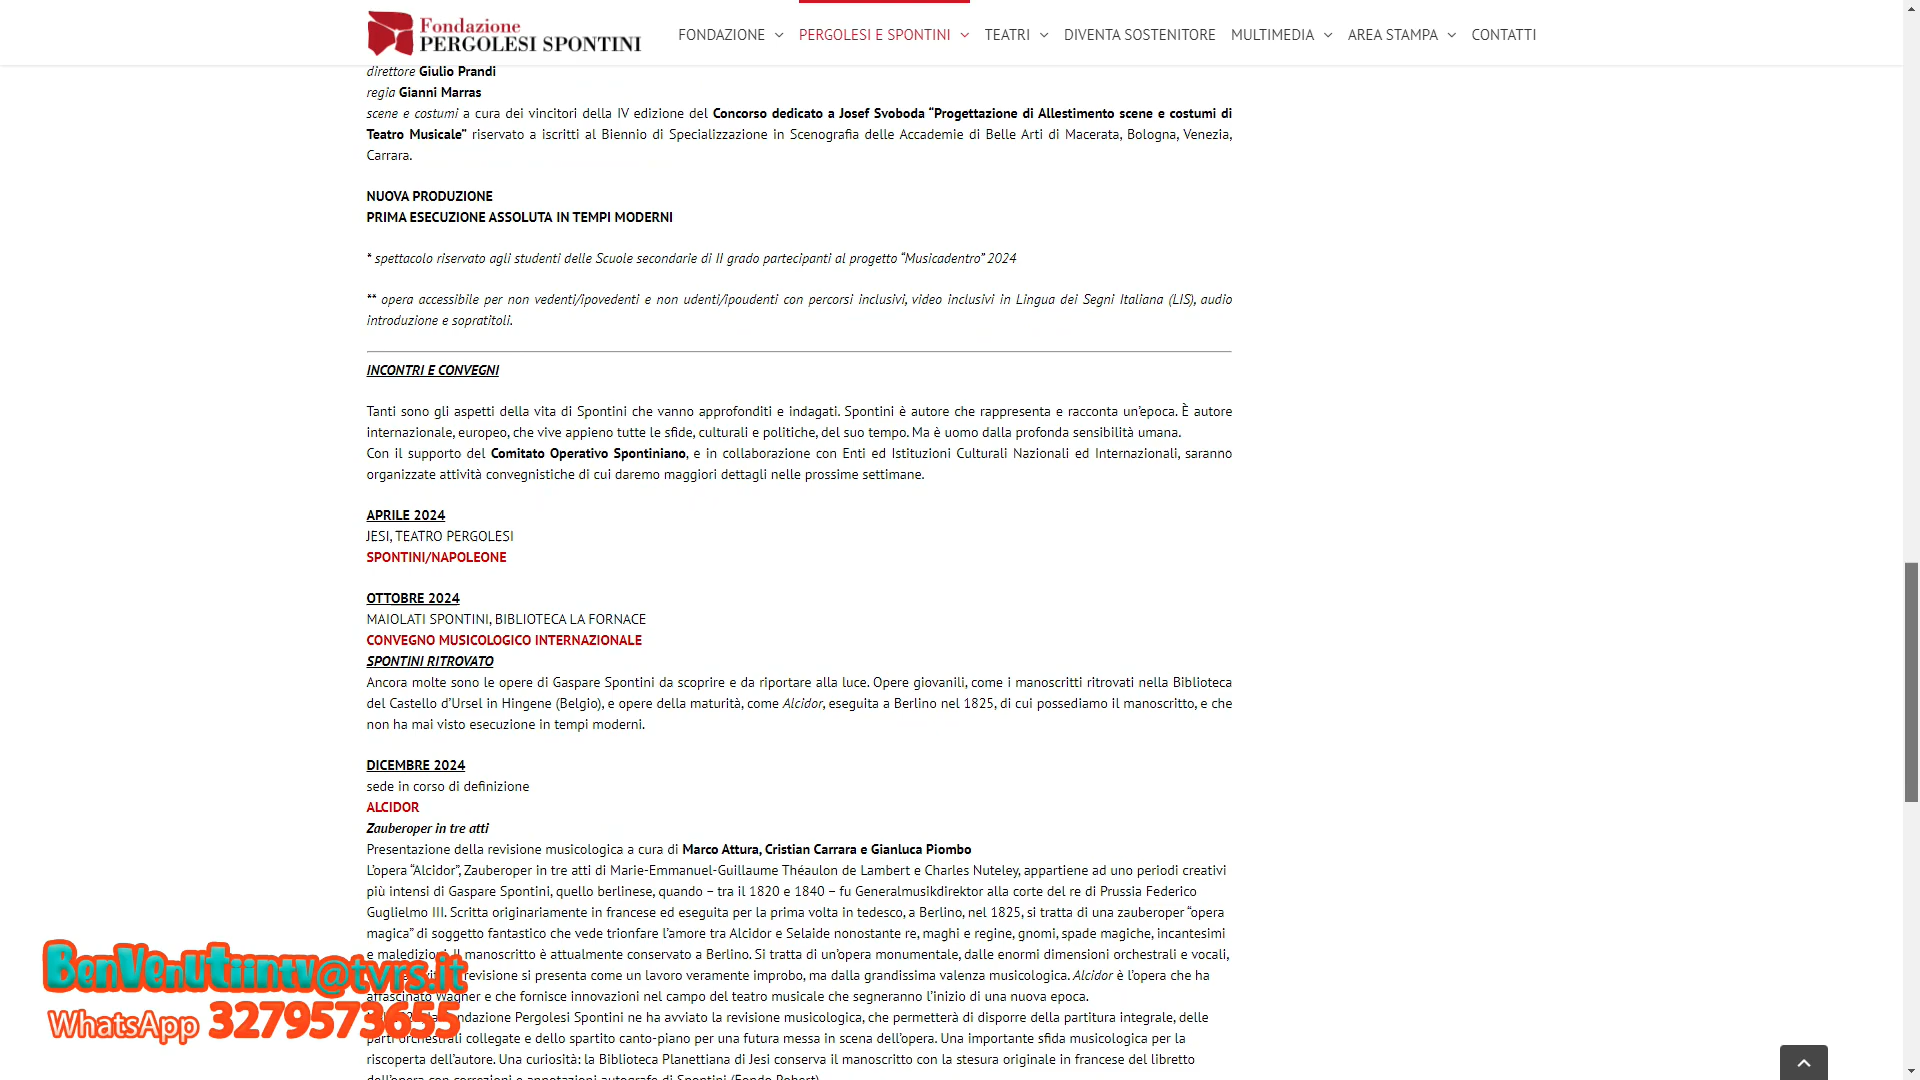 Fondazione
PERGOLESI SPONTINI
FONDAZIONE PERGOLESI E SPONTINI TEATRI DIVENTA SOSTENITORE MULTIMEDIA AREA STAMPA CONTATTI
direttore Giulio Prandi
regia Gianni Marras
scene e costumi a cura dei vincitori della IV edizione del Concorso dedicato a Josef Svoboda “Progettazione di Allestimento scene e costumi di
Teatro Musicale” riservato a iscritti al Biennio di Specializzazione in Scenografia delle Accademie di Belle Arti di Macerata, Bologna, Venezia,
Carrara.
NUOVA PRODUZIONE
PRIMA ESECUZIONE ASSOLUTA IN TEMPI MODERNI
* spettacolo riservato agli studenti delle Scuole secondarie di II grado partecipanti al progetto “Musicadentro” 2024
** opera accessibile per non vedenti/ipovedenti e non udenti/ipoudenti con percorsi inclusivi, video inclusivi in Lingua dei Segni Italiana (LIS), audio
introduzione e sopratitoli.
INCONTRI E CONVEGNI
Tanti sono gli aspetti della vita di Spontini che vanno approfonditi e indagati. Spontini è autore che rappresenta e racconta un’epoca. È autore
internazionale, europeo, che vive appieno tutte le sfide, culturali e politiche, del suo tempo. Ma è uomo dalla profonda sensibilità umana.
Con il supporto del Comitato Operativo Spontiniano, e in collaborazione con Enti ed Istituzioni Culturali Nazionali ed Internazionali, saranno
organizzate attività convegnistiche di cui daremo maggiori dettagli nelle prossime settimane.
APRILE 2024
JESI, TEATRO PERGOLESI
SPONTINI/NAPOLEONE
OTTOBRE 2024
MAIOLATI SPONTINI, BIBLIOTECA LA FORNACE
CONVEGNO MUSICOLOGICO INTERNAZIONALE
SPONTINI RITROVATO
Ancora molte sono le opere di Gaspare Spontini da scoprire e da riportare alla luce. Opere giovanili, come i manoscritti ritrovati nella Biblioteca
del Castello d’Ursel in Hingene (Belgio), e opere della maturità, come Alcidor, eseguita a Berlino nel 1825, di cui possediamo il manoscritto, e che
non ha mai visto esecuzione in tempi moderni.
DICEMBRE 2024
sede in corso di definizione
ALCIDOR
Zauberoper in tre atti
Presentazione della revisione musicologica a cura di Marco Attura, Cristian Carrara e Gianluca Piombo
L’opera “Alcidor”, Zauberoper in tre atti di Marie-Emmanuel-Guillaume Théaulon de Lambert e Charles Nuteley, appartiene ad uno periodi creativi
più intensi di Gaspare Spontini, quello berlinese, quando – tra il 1820 e 1840 – fu Generalmusikdirektor alla corte del re di Prussia Federico
Guglielmo III. Scritta originariamente in francese ed eseguita per la prima volta in tedesco, a Berlino, nel 1825, si tratta di una zauberoper “opera
magica” di soggetto fantastico che vede trionfare l’amore tra Alcidor e Selaide nonostante re, maghi e regine, gnomi, spade magiche, incantesimi
e maledizioni. Il manoscritto è attualmente conservato a Berlino. Si tratta di un’opera monumentale, dalle enormi dimensioni orchestrali e vocali,
revisione si presenta come un lavoro veramente improbo, ma dalla grandissima valenza musicologica. Alcidor è l’opera che ha
affascinato Wagner e che fornisce innovazioni nel campo del teatro musicale che segneranno l’inizio di una nuova epoca.
Fondazione Pergolesi Spontini ne ha avviato la revisione musicologica, che permetterà di disporre della partitura integrale, delle
parti orchestrali collegate e dello spartito canto-piano per una futura messa in scena dell’opera. Una importante sfida musicologica per la
riscoperta dell’autore. Una curiosità: la Biblioteca Planettiana di Jesi conserva il manoscritto con la stesura originale in francese del libretto
dell’opera con correzioni e annotazioni autografe di Spontini (Fondo Robert).
BenVenUtiintv@tvrs.it
WhatsApp 3279573655